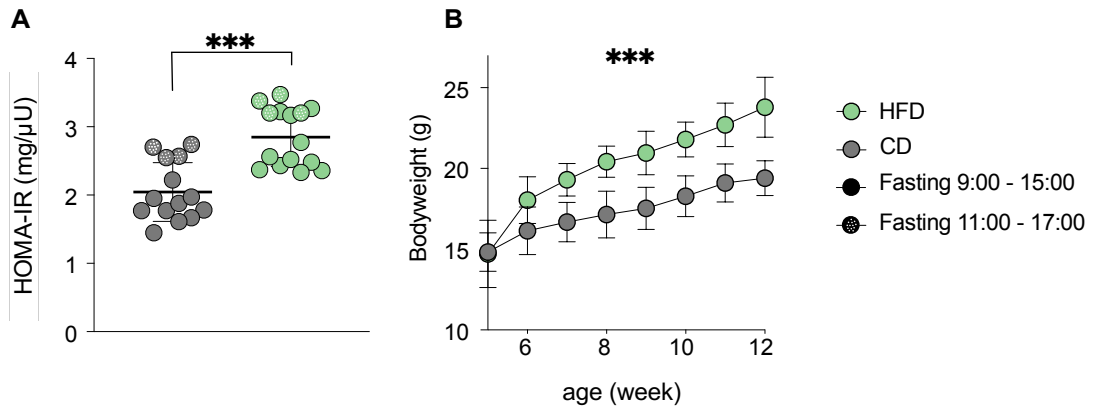 A
***
HOMA-IR (mg/μU)
4
3
2
1
0
B
***
Bodyweight (g)
25
20
15
10
6
8
10
12
age (week)
HFD
CD
Fasting 9:00 - 15:00
Fasting 11:00 - 17:00